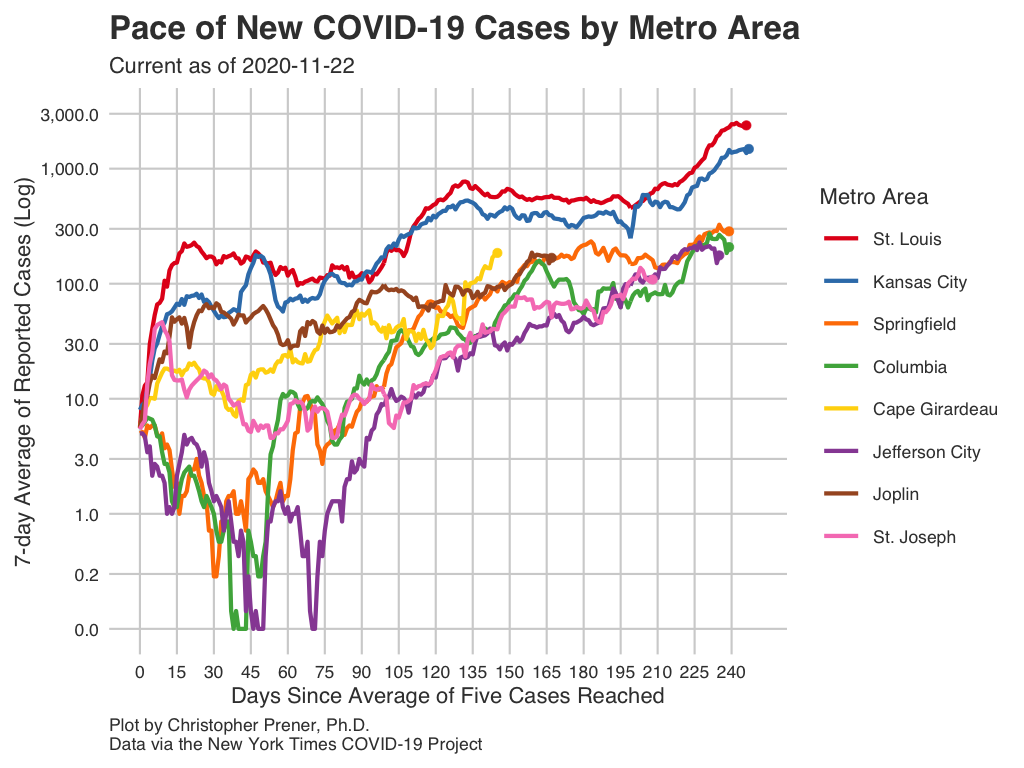 Pace of New COVID-19 Cases by Metro Area
Current as of 2020-11-22
7-day Average of Reported Cases (Log)
3,000.0
1,000.0
300.0
100.0
30.0
10.0
3.0
1.0
0.2
0.0
0 15 30 45 60 75 90 105 120 135 150 165 180 195 210 225 240
Days Since Average of Five Cases Reached
Metro Area
St. Louis
Kansas City
Springfield
Columbia
Cape Girardeau
Jefferson City
Joplin
St. Joseph
Plot by Christopher Prener, Ph.D.
Data via the New York Times COVID-19 Project